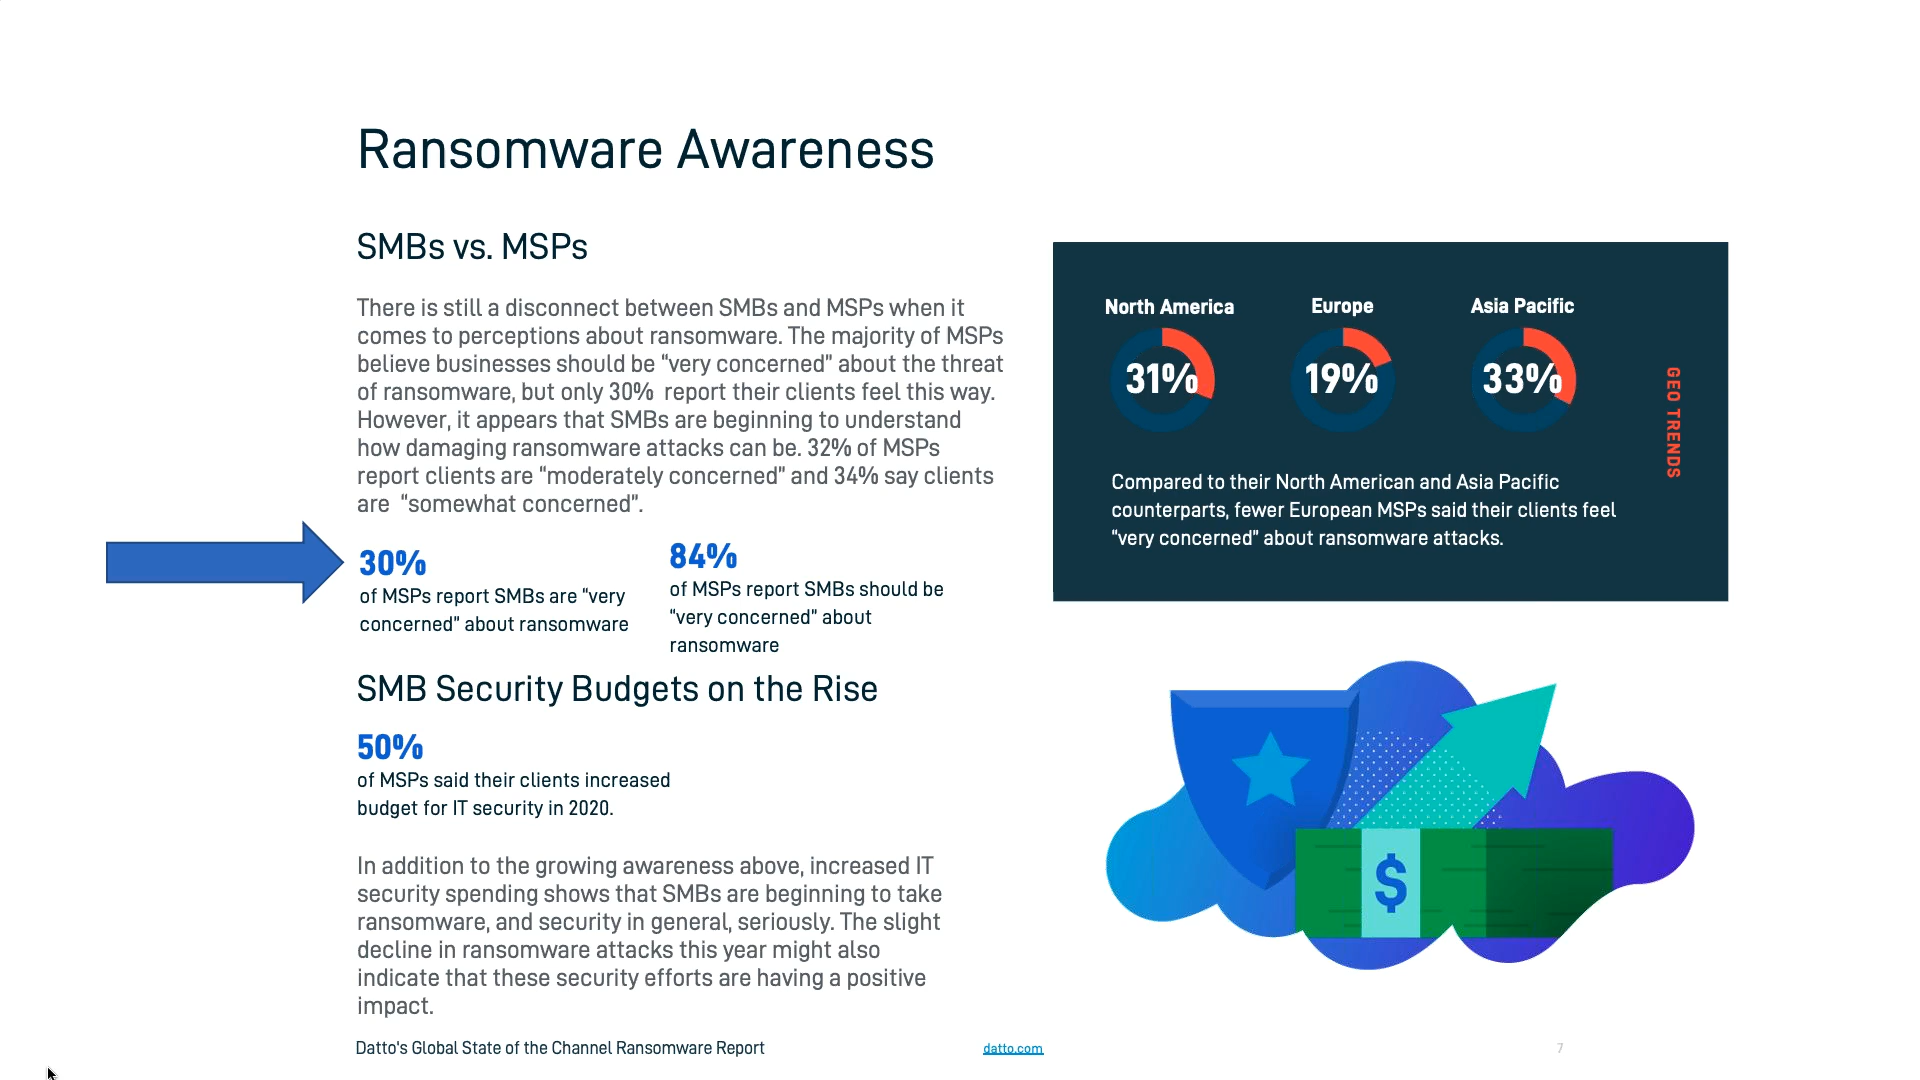 Ransomware Awareness
SMBs vs. MSPs
There is still a disconnect between SMBs and MSPs when it
comes to perceptions about ransomware. The majority of MSPs
believe businesses should be “very concerned” about the threat
of ransomware, but only 30%  report their clients feel this way.
However, it appears that SMBs are beginning to understand
how damaging ransomware attacks can be. 32% of MSPs
report clients are “moderately concerned” and 34% say clients
are  “somewhat concerned”.
30%
of MSPs report SMBs are “very
concerned” about ransomware
84%
of MSPs report SMBs should be
“very concerned” about
ransomware
SMB Security Budgets on the Rise
50%
of MSPs said their clients increased
budget for IT security in 2020.
In addition to the growing awareness above, increased IT
security spending shows that SMBs are beginning to take
ransomware, and security in general, seriously. The slight
decline in ransomware attacks this year might also
indicate that these security efforts are having a positive
impact.
North America
31%
Europe
19%
Asia Pacific
33%
GEO TRENDS
Compared to their North American and Asia Pacific
counterparts, fewer European MSPs said their clients feel
“very concerned” about ransomware attacks.
$
Datto's Global State of the Channel Ransomware Report
datto.com
7